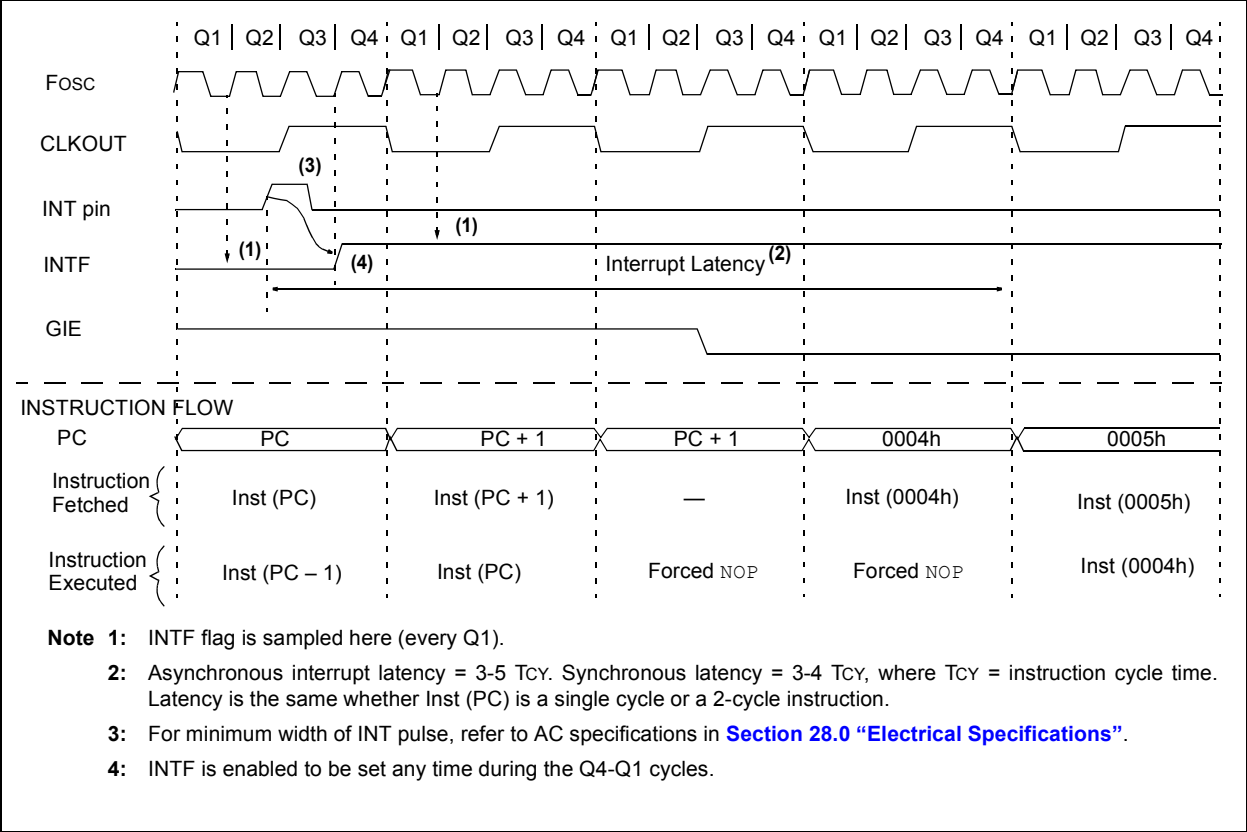 Q1 Q2 Q3 Q4 Q1 Q2 Q3 Q4 Q1 Q2 Q3 Q4 Q1 Q2 Q3 Q4 Q1 Q2 Q3 Q4
FOSC
CLKOUT
(3)
INT pin
(1)
(1)
INTF
(4)
Interrupt Latency(2)
GIE
INSTRUCTION FLOW
PC PC PC + 1 PC + 1 0004h 0005h
Instruction
Fetched
Inst (PC) Inst (PC + 1) — Inst (0004h) Inst (0005h)
Instruction
Executed
Inst (PC – 1) Inst (PC) Forced NOP Forced NOP Inst (0004h)
Note 1: INTF flag is sampled here (every Q1).
2: Asynchronous interrupt latency = 3-5 TCY. Synchronous latency = 3-4 TCY, where TCY = instruction cycle time.
Latency is the same whether Inst (PC) is a single cycle or a 2-cycle instruction.
3: For minimum width of INT pulse, refer to AC specifications in Section 28.0 “Electrical Specifications”.
4: INTF is enabled to be set any time during the Q4-Q1 cycles.